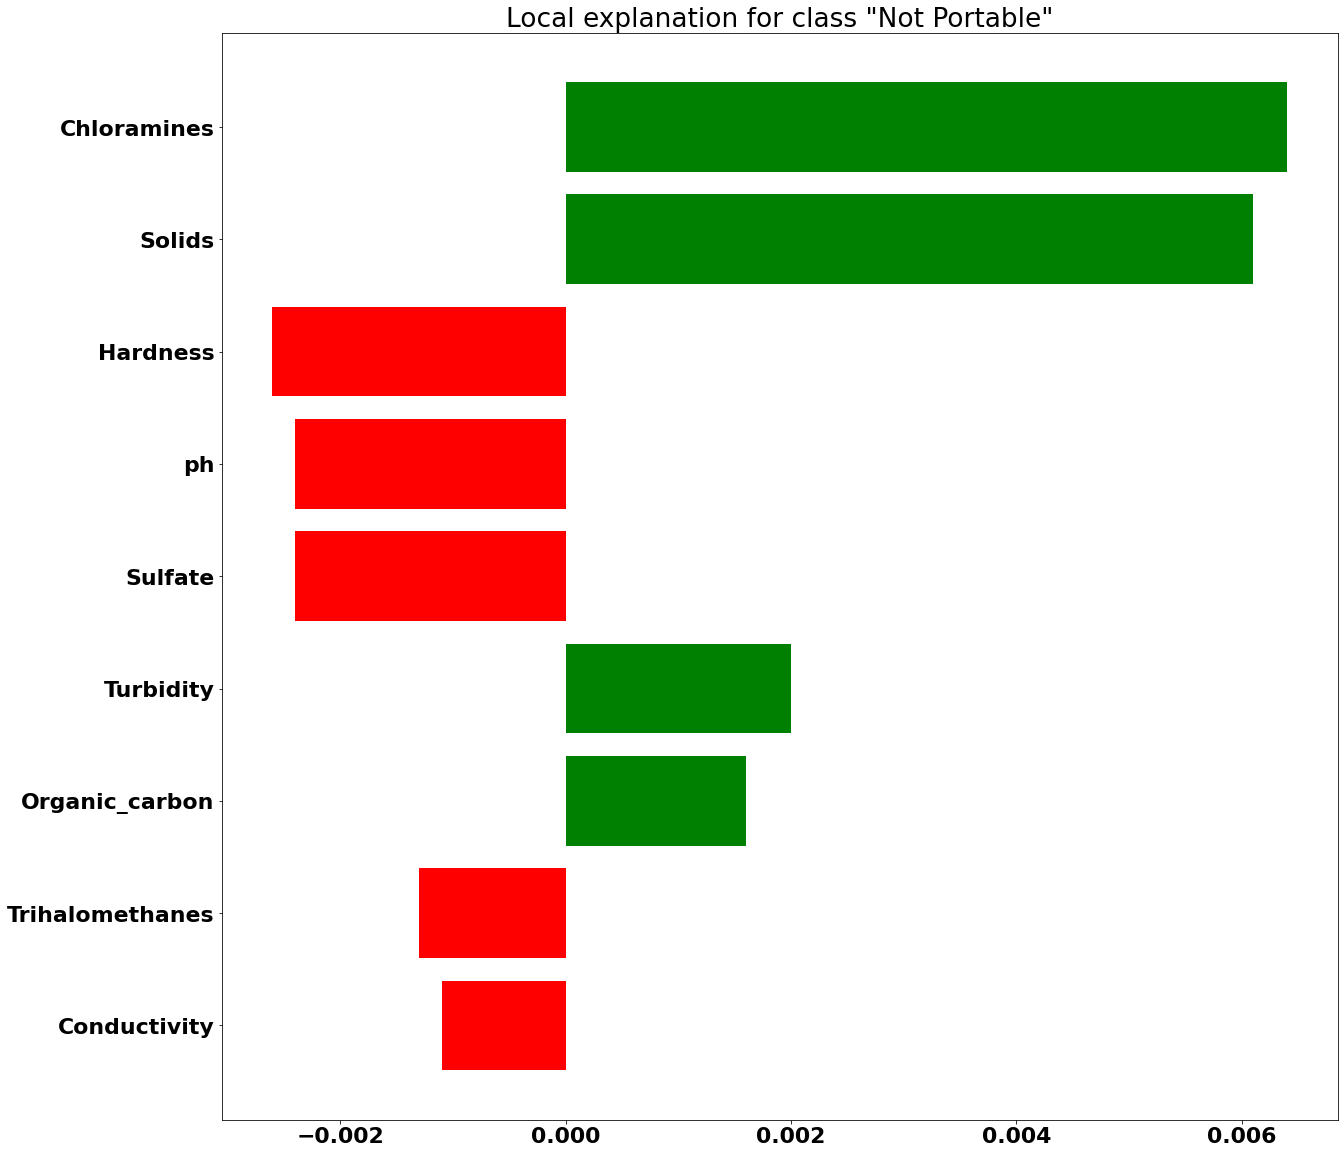 Local explanation for class "Not Portable"
Chloramines
Solids
Hardness
ph
Sulfate
Turbidity
Organic_carbon
Trihalomethanes
Conductivity
−0.002 0.000 0.002 0.004 0.006